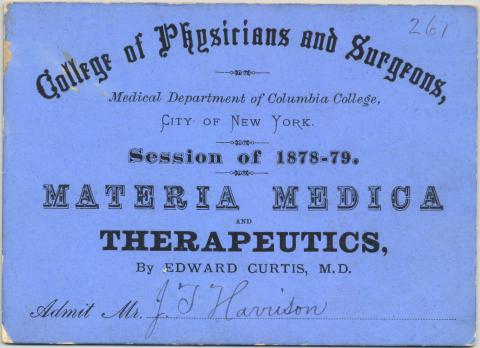 261
College of Physicians and Surgeons,
Medical Department of Columbia College,
CITY OF NEW YORK.
Session of 1878-79.
MATERIA MEDICA
AND
THERAPEUTICS,
By EDWARD CURTIS, M.D.
Admit Mr. J T Harrison